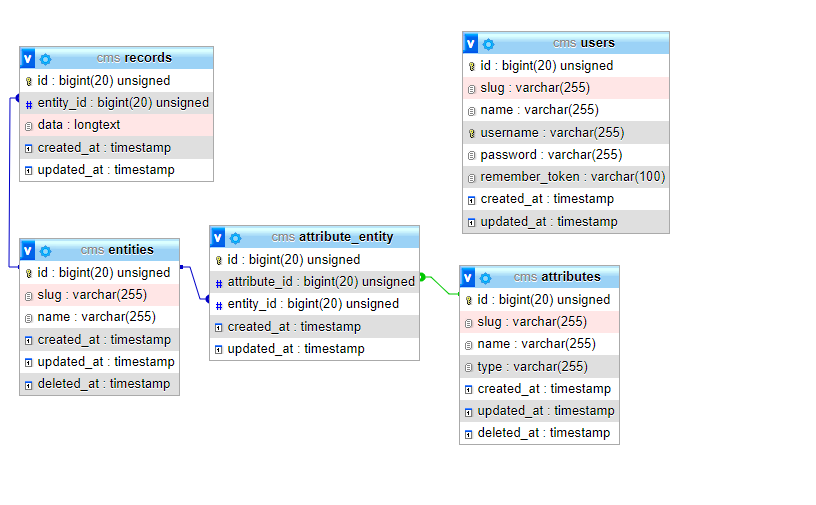 v cms records
id : bigint(20) unsigned
# entity_id : bigint(20) unsigned
data : longtext
created_at : timestamp
updated_at : timestamp
v cms users
id : bigint(20) unsigned
slug : varchar(255)
name : varchar(255)
username : varchar(255)
password : varchar(255)
remember_token : varchar(100)
created_at : timestamp
updated_at : timestamp
v cms entities
id : bigint(20) unsigned
slug : varchar(255)
name : varchar(255)
created_at : timestamp
updated_at : timestamp
deleted_at : timestamp
v cms attribute_entity
id : bigint(20) unsigned
# attribute_id : bigint(20) unsigned
# entity_id : bigint(20) unsigned
created_at : timestamp
updated_at : timestamp
v cms attributes
id : bigint(20) unsigned
slug : varchar(255)
name : varchar(255)
type : varchar(255)
created_at : timestamp
updated_at : timestamp
deleted_at : timestamp